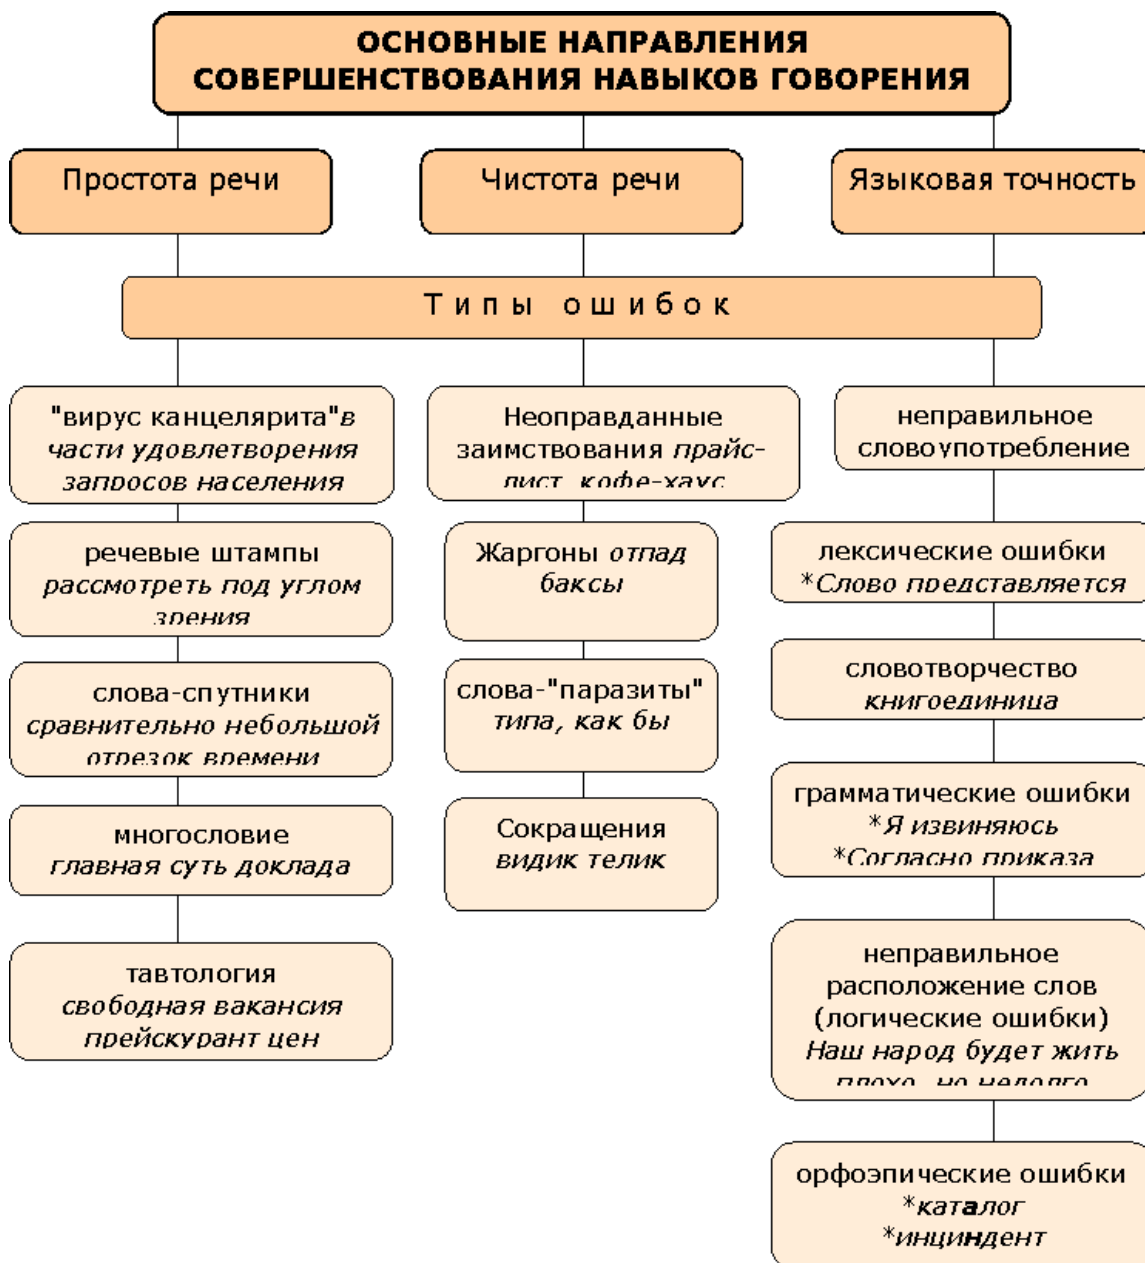 ОСНОВНЫЕ НАПРАВЛЕНИЯ
СОВЕРШЕНСТВОВАНИЯ НАВЫКОВ ГОВОРЕНИЯ
Простота речи
Чистота речи
Языковая точность
Типы ошибок
"вирус канцелярита"в
части удовлетворения
запросов населения
речевые штампы
рассмотреть под углом
зрения
слова-спутники
сравнительно небольшой
отрезок времени
многословие
главная суть доклада
тавтология
свободная вакансия
прейскурант цен
Неоправданные
заимствования прайс-
лист, кофе-хаус
Жаргоны отпад
баксы
слова-"паразиты"
типа, как бы
Сокращения
видик телик
неправильное
словоупотребление
лексические ошибки
*Слово представляется
словотворчество
книгоединица
грамматические ошибки
*Я извиняюсь
*Согласно приказа
неправильное
расположение слов
(логические ошибки)
Наш народ будет жить
плохо, но недолго.
орфоэпические ошибки
*каталог
*инциндент